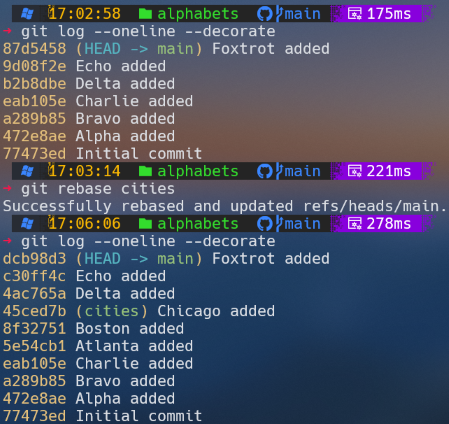 17:02:58 alphabets main 175ms
→ git log --oneline --decorate
87d5458 (HEAD -> main) Foxtrot added
9d08f2e Echo added
b2b8dbe Delta added
eab105e Charlie added
a289b85 Bravo added
472e8ae Alpha added
77473ed Initial commit
17:03:14 alphabets main 221ms
→ git rebase cities
Successfully rebased and updated refs/heads/main.
17:06:06 alphabets main 278ms
→ git log --oneline --decorate
dcb98d3 (HEAD -> main) Foxtrot added
c30ff4c Echo added
4ac765a Delta added
45ced7b (cities) Chicago added
8f32751 Boston added
5e54cb1 Atlanta added
eab105e Charlie added
a289b85 Bravo added
472e8ae Alpha added
77473ed Initial commit